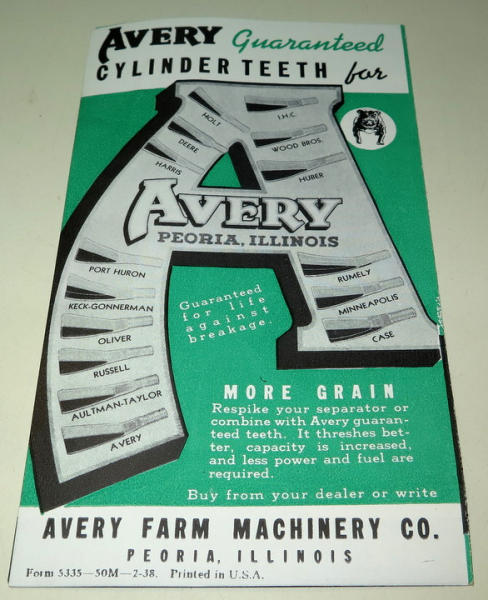 AVERY Guaranteed
CYLINDER TEETH for
HOLT
I.H.C.
DEERE
WOOD BROS.
HARRIS
HUBER
AVERY
PEORIA, ILLINOIS
PORT HURON
RUMELY
KECK-GONNERMAN
MINNEAPOLIS
OLIVER
CASE
RUSSELL
AULTMAN-TAYLOR
AVERY
Guaranteed
for life
against
breakage.
MORE GRAIN
Respike your separator or
combine with Avery guaran-
teed teeth. It threshes bet-
ter, capacity is increased,
and less power and fuel are
required.
Buy from your dealer or write
AVERY FARM MACHINERY CO.
PEORIA, ILLINOIS
Form 5335—50M—2-38. Printed in U.S.A.